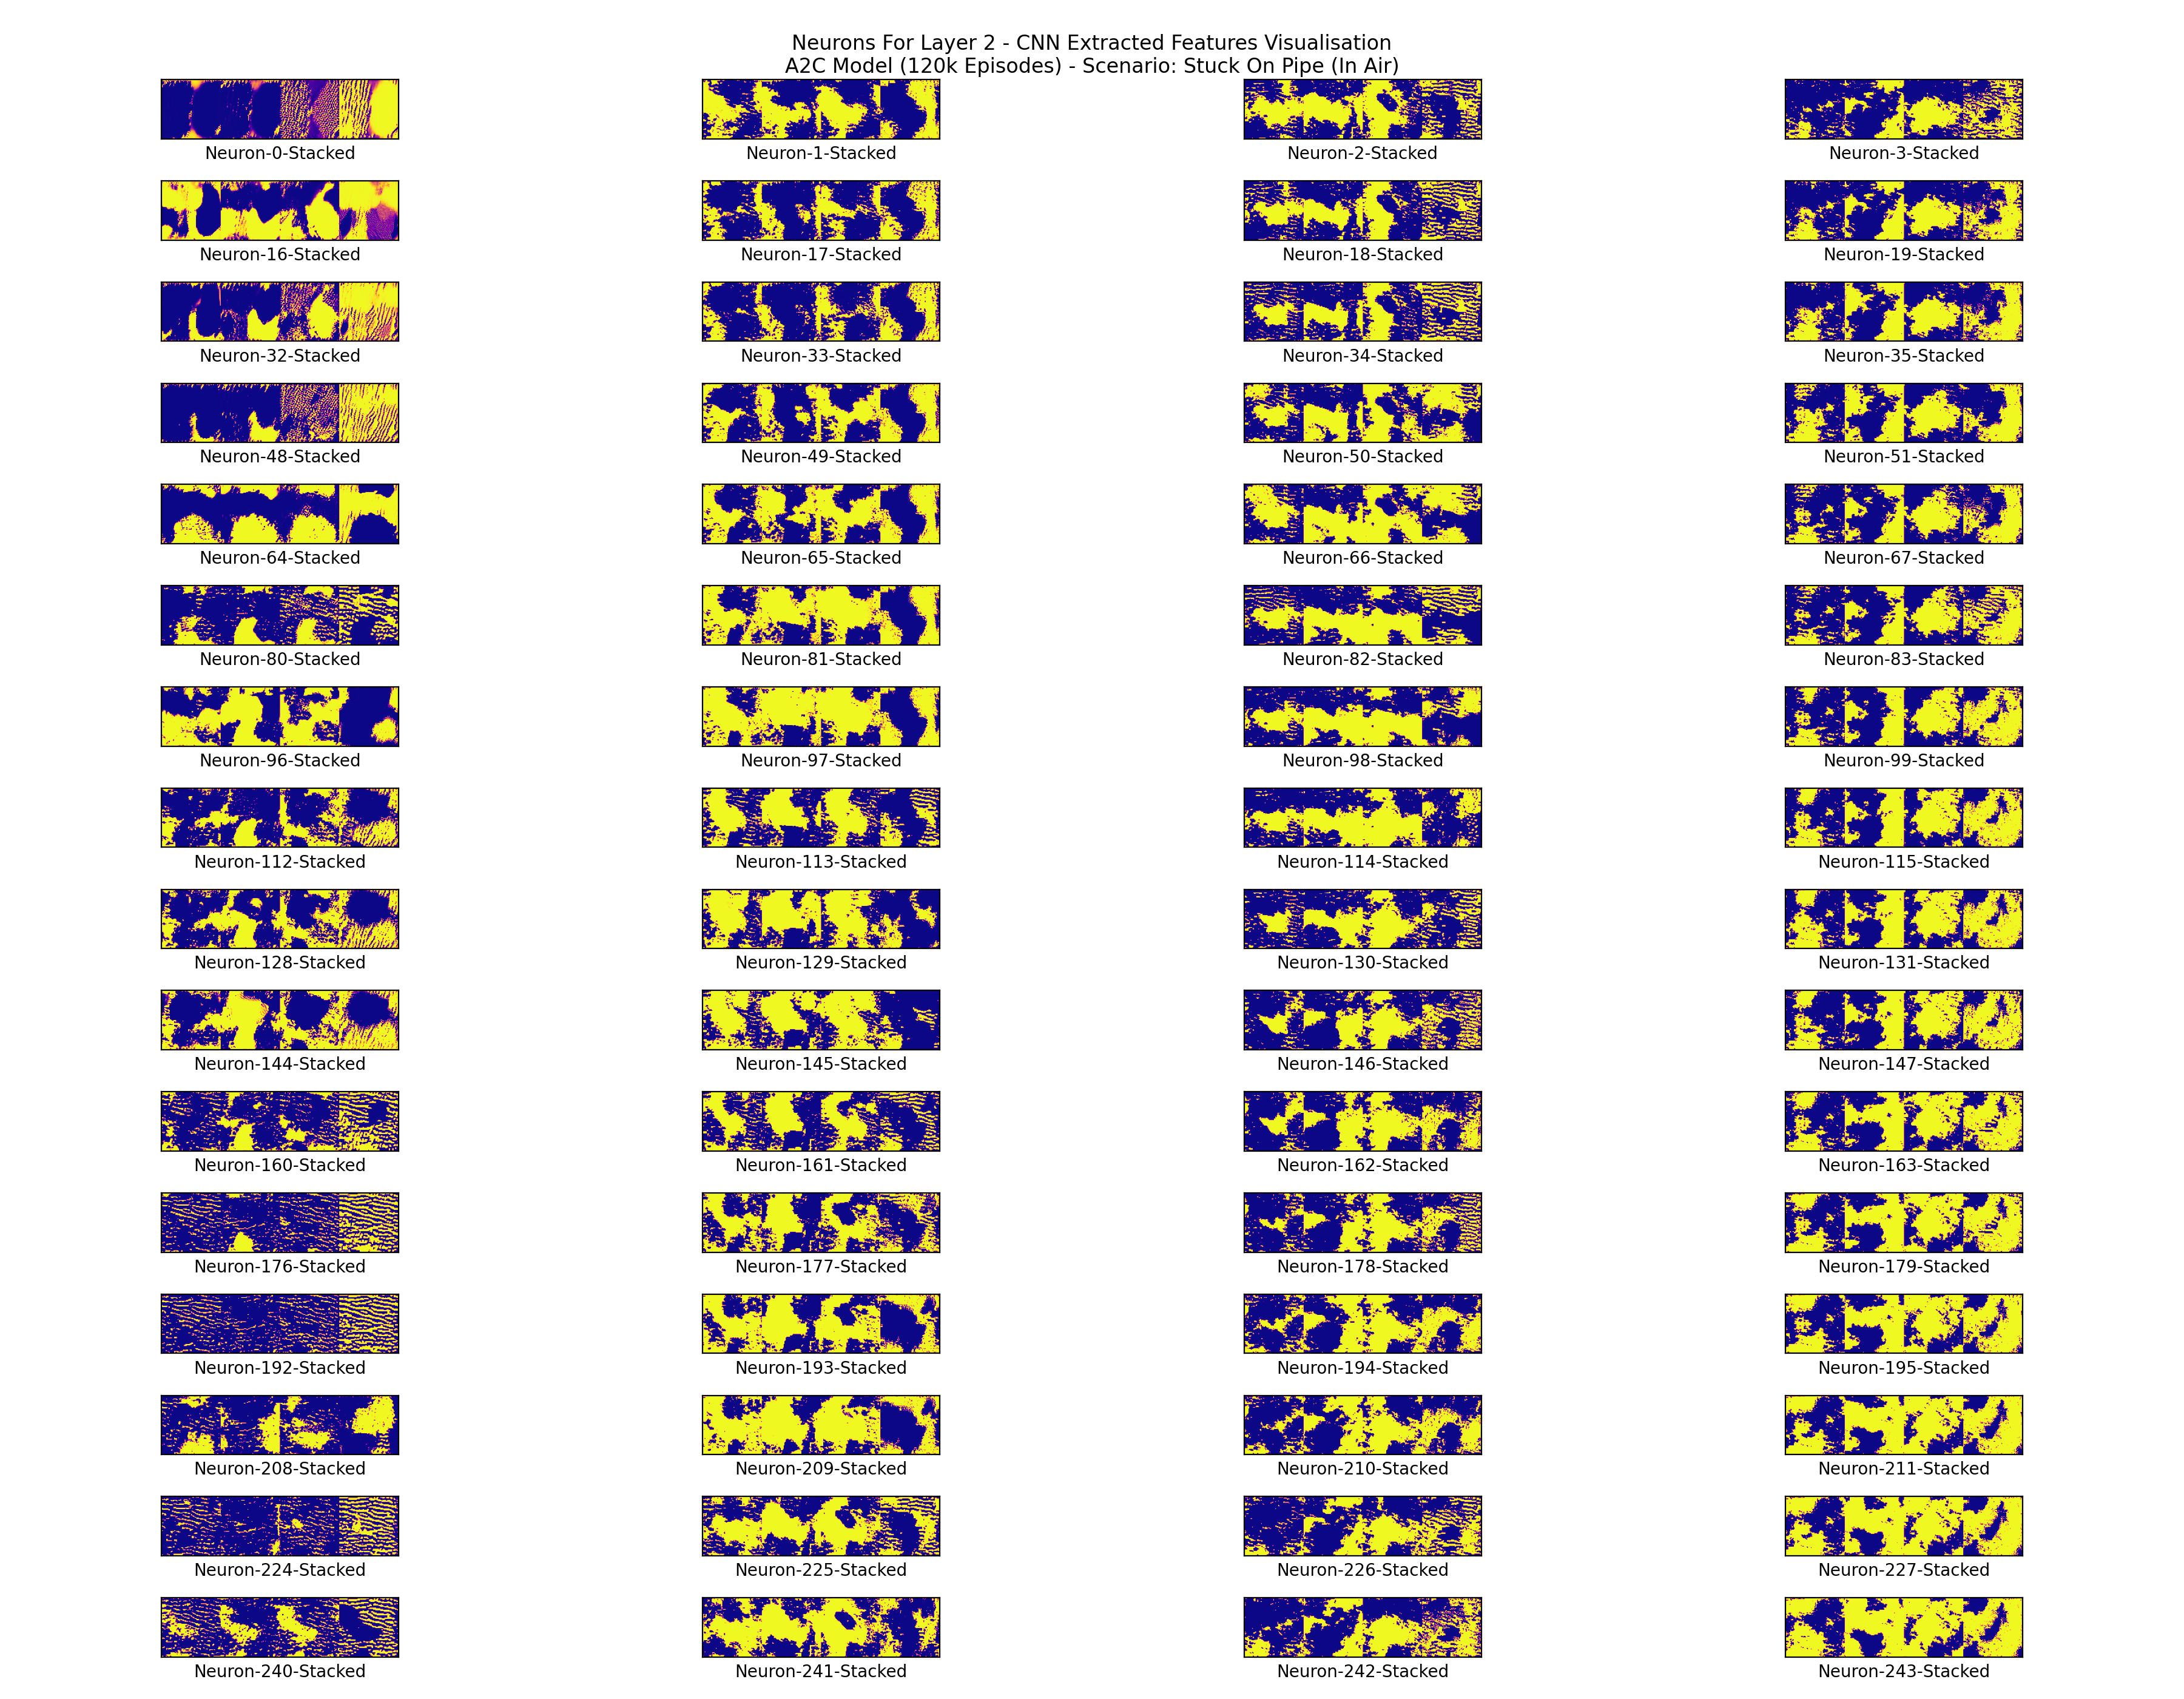 Neurons For Layer 2 - CNN Extracted Features Visualisation
A2C Model (120k Episodes) - Scenario: Stuck On Pipe (In Air)
Neuron-0-Stacked
Neuron-1-Stacked
Neuron-2-Stacked
Neuron-3-Stacked
Neuron-16-Stacked
Neuron-17-Stacked
Neuron-18-Stacked
Neuron-19-Stacked
Neuron-32-Stacked
Neuron-33-Stacked
Neuron-34-Stacked
Neuron-35-Stacked
Neuron-48-Stacked
Neuron-49-Stacked
Neuron-50-Stacked
Neuron-51-Stacked
Neuron-64-Stacked
Neuron-65-Stacked
Neuron-66-Stacked
Neuron-67-Stacked
Neuron-80-Stacked
Neuron-81-Stacked
Neuron-82-Stacked
Neuron-83-Stacked
Neuron-96-Stacked
Neuron-97-Stacked
Neuron-98-Stacked
Neuron-99-Stacked
Neuron-112-Stacked
Neuron-113-Stacked
Neuron-114-Stacked
Neuron-115-Stacked
Neuron-128-Stacked
Neuron-129-Stacked
Neuron-130-Stacked
Neuron-131-Stacked
Neuron-144-Stacked
Neuron-145-Stacked
Neuron-146-Stacked
Neuron-147-Stacked
Neuron-160-Stacked
Neuron-161-Stacked
Neuron-162-Stacked
Neuron-163-Stacked
Neuron-176-Stacked
Neuron-177-Stacked
Neuron-178-Stacked
Neuron-179-Stacked
Neuron-192-Stacked
Neuron-193-Stacked
Neuron-194-Stacked
Neuron-195-Stacked
Neuron-208-Stacked
Neuron-209-Stacked
Neuron-210-Stacked
Neuron-211-Stacked
Neuron-224-Stacked
Neuron-225-Stacked
Neuron-226-Stacked
Neuron-227-Stacked
Neuron-240-Stacked
Neuron-241-Stacked
Neuron-242-Stacked
Neuron-243-Stacked